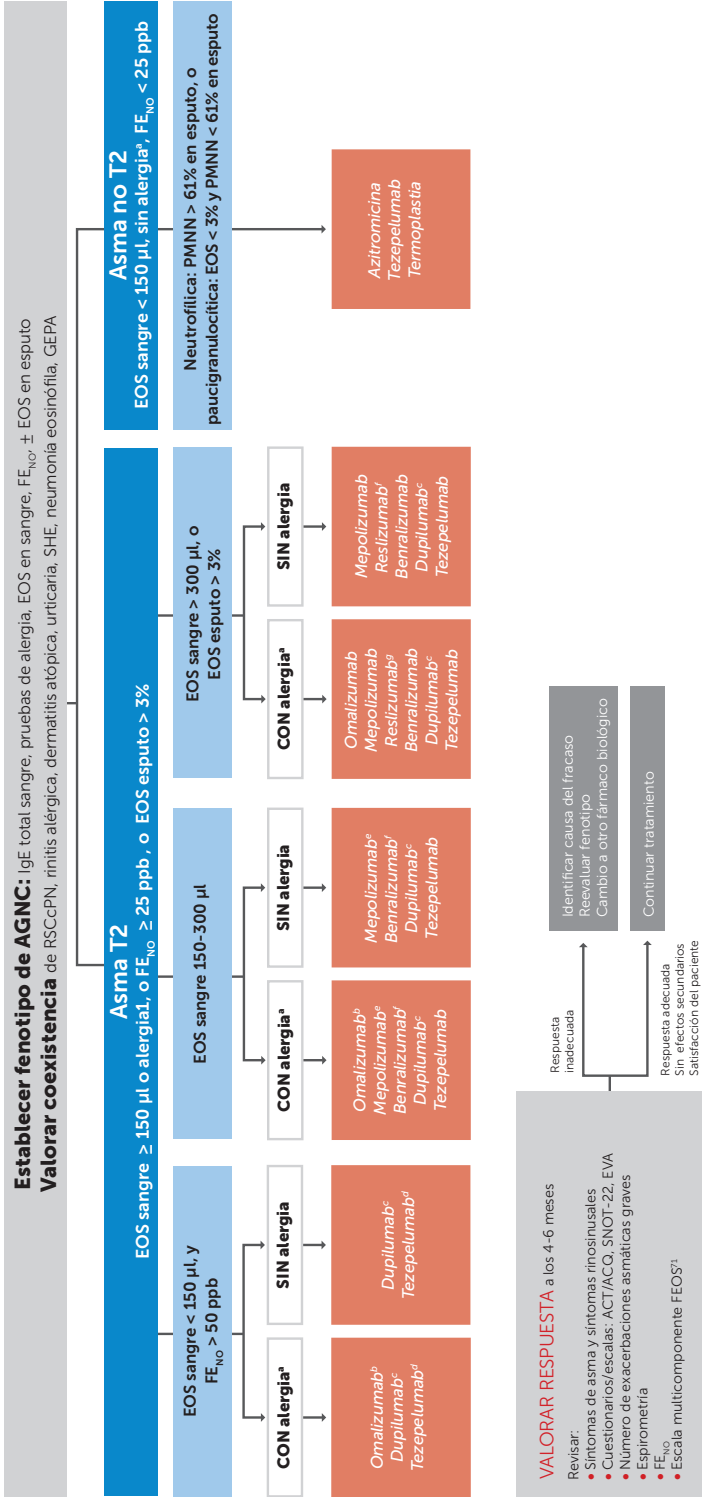 Establecer fenotipo de AGNC: IgE total sangre, pruebas de alergia, EOS en sangre, FE_NO, ± EOS en esputo
Valorar coexistencia de RSCcPN, rinitis alérgica, dermatitis atópica, urticaria, SHE, neumonía eosinófila, GEPA
Asma T2
EOS sangre ≥ 150 µl o alergia1, o FE_NO ≥ 25 ppb, o EOS esputo > 3%
EOS sangre < 150 µl, y
FE_NO > 50 ppb
CON alergiaᵃ
Omalizumabᵇ
Dupilumabᶜ
Tezepelumabᵈ
SIN alergia
Dupilumabᶜ
Tezepelumabᵈ
EOS sangre 150-300 µl
CON alergiaᵃ
Omalizumabᵇ
Mepolizumabᵉ
Benralizumabᶠ
Dupilumabᶜ
Tezepelumab
SIN alergia
Mepolizumabᵉ
Benralizumabᶠ
Dupilumabᶜ
Tezepelumab
EOS sangre > 300 µl, o
EOS esputo > 3%
CON alergiaᵃ
Omalizumab
Mepolizumab
Reslizumabᵍ
Benralizumab
Dupilumabᶜ
Tezepelumab
SIN alergia
Mepolizumab
Reslizumabᶠ
Benralizumab
Dupilumabᶜ
Tezepelumab
Asma no T2
EOS sangre < 150 µl, sin alergiaᵃ, FE_NO < 25 ppb
Neutrofílica: PMNN > 61% en esputo, o
paucigranulocítica: EOS < 3% y PMNN < 61% en esputo
Azitromicina
Tezepelumab
Termoplastia
VALORAR RESPUESTA a los 4-6 meses
Revisar:
• Síntomas de asma y síntomas rinosinusales
• Cuestionarios/escalas: ACT/ACQ, SNOT-22, EVA
• Número de exacerbaciones asmáticas graves
• Espirometría
• FE_NO
• Escala multicomponente FEOS⁷¹
Respuesta
inadecuada
Identificar causa del fracaso
Reevaluar fenotipo
Cambio a otro fármaco biológico
Respuesta adecuada
Sin efectos secundarios
Satisfacción del paciente
Continuar tratamiento